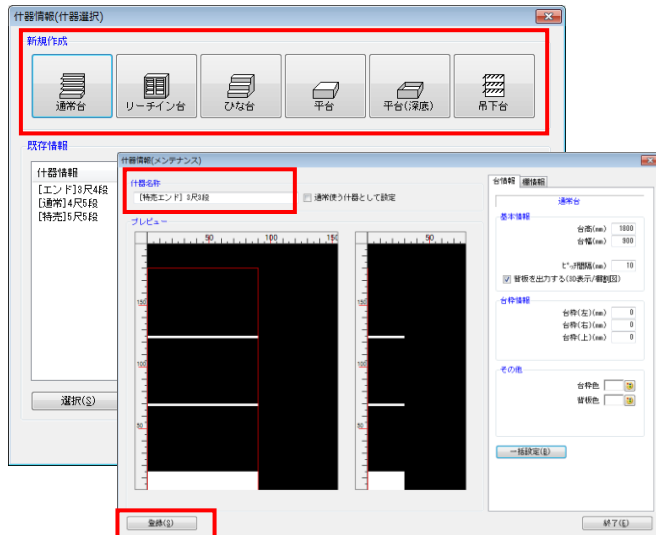 什器情報(什器選択)
新規作成
通常台
リーチイン台
ひな台
平台
平台(深底)
吊下台
既存情報
什器情報
[エンド]3尺4段
[通常]4尺5段
[特売]5尺5段
選択(S)
什器情報(メンテナンス)
什器名称
[特売エンド] 3尺3段
通常使う什器として設定
プレビュー
50 100 150
50
150
100
50
150
100
50
台情報 棚情報
通常台
基本情報
台高(mm) 1800
台幅(mm) 900
ピッチ間隔(mm) 10
背板を出力する(3D表示/棚割図)
台枠情報
台枠(左)(mm) 0
台枠(右)(mm) 0
台枠(上)(mm) 0
その他
台枠色
背板色
一括設定(B)
登録(S)
終了(E)